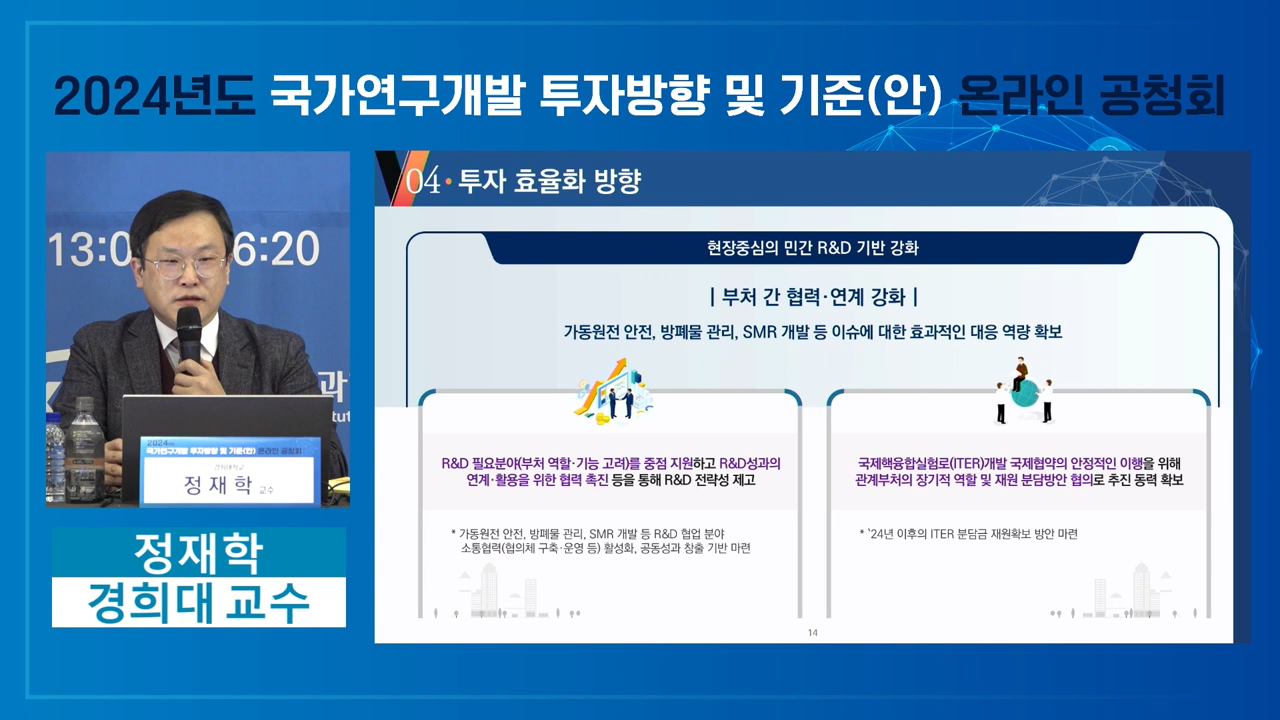 2024년도 국가연구개발 투자방향 및 기준(안) 온라인 공청회
13:0
6:20
과
tut
2024년도
국가연구개발 투자방향 및 기준(안) 온라인 공청회
경희대학교
정 재 학 교수
정재학
경희대 교수
04 · 투자 효율화 방향
현장중심의 민간 R&D 기반 강화
| 부처 간 협력·연계 강화 |
가동원전 안전, 방폐물 관리, SMR 개발 등 이슈에 대한 효과적인 대응 역량 확보
R&D 필요분야(부처 역할·기능 고려)를 중점 지원하고 R&D성과의
연계·활용을 위한 협력 촉진 등을 통해 R&D 전략성 제고
* 가동원전 안전, 방폐물 관리, SMR 개발 등 R&D 협업 분야
소통협력(협의체 구축·운영 등) 활성화, 공동성과 창출 기반 마련
국제핵융합실험로(ITER)개발 국제협약의 안정적인 이행을 위해
관계부처의 장기적 역할 및 재원 분담방안 협의로 추진 동력 확보
* '24년 이후의 ITER 분담금 재원확보 방안 마련
14